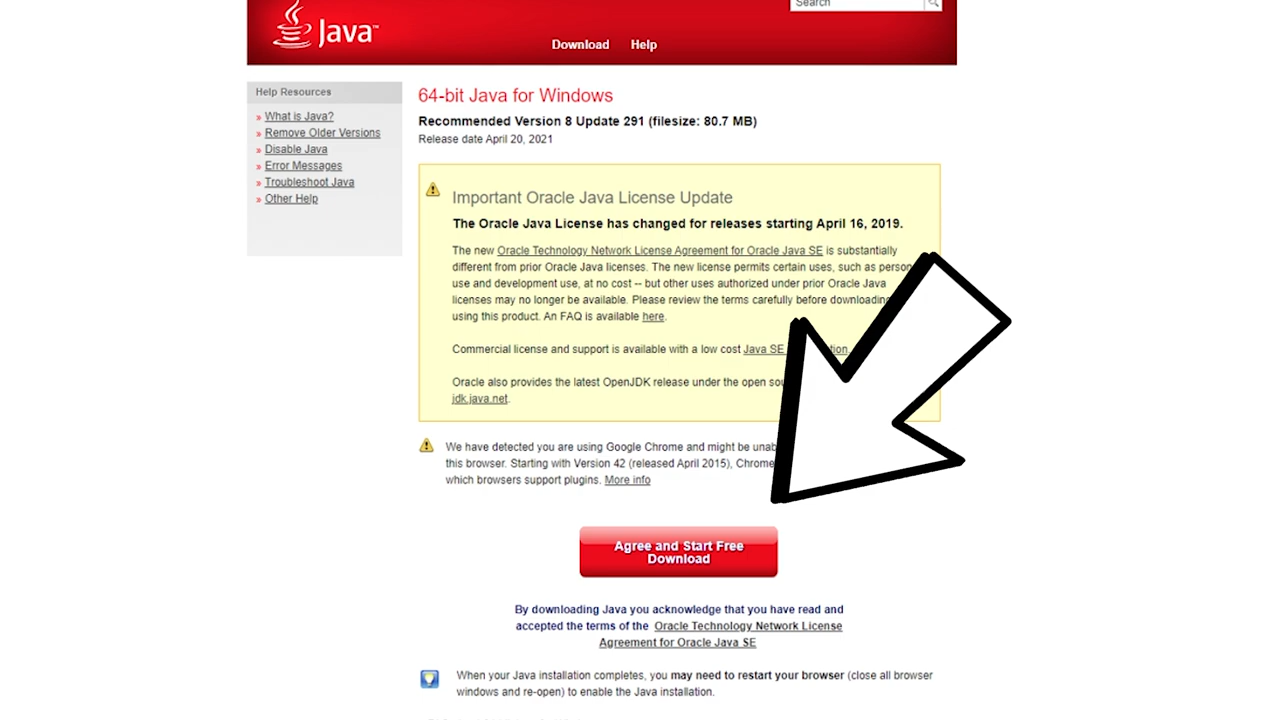 Search
Java™
Download Help
Help Resources
» What is Java?
» Remove Older Versions
» Disable Java
» Error Messages
» Troubleshoot Java
» Other Help
64-bit Java for Windows
Recommended Version 8 Update 291 (filesize: 80.7 MB)
Release date April 20, 2021
Important Oracle Java License Update
The Oracle Java License has changed for releases starting April 16, 2019.
The new Oracle Technology Network License Agreement for Oracle Java SE is substantially
different from prior Oracle Java licenses. The new license permits certain uses, such as
use and development use, at no cost -- but other uses authorized under prior Oracle Java
licenses may no longer be available. Please review the terms carefully before downloading
using this product. An FAQ is available here.
Commercial license and support is available with a low cost Java SE
Oracle also provides the latest OpenJDK release under the open
jdk.java.net.
We have detected you are using Google Chrome and might be
this browser. Starting with Version 42 (released April 2015), Chrome
which browsers support plugins. More info
Agree and Start Free
Download
By downloading Java you acknowledge that you have read and
accepted the terms of the Oracle Technology Network License
Agreement for Oracle Java SE
When your Java installation completes, you may need to restart your browser (close all browser
windows and re-open) to enable the Java installation.